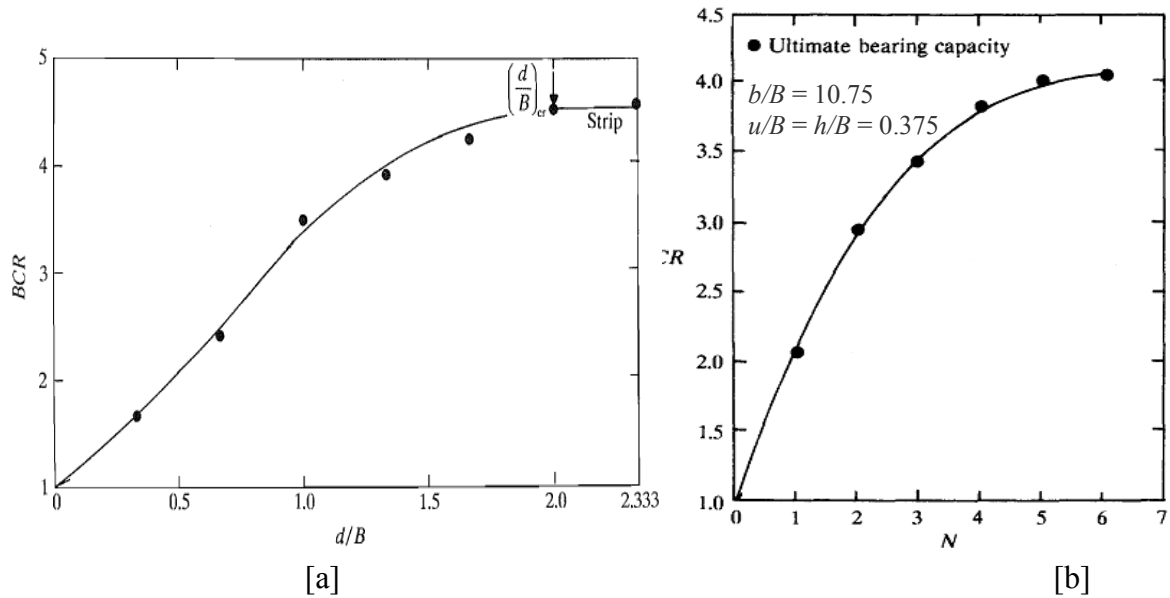 5
4
3
2
1
BCR
(d/B)cr
Strip
0
0.5
1.0
1.5
2.0
2.333
d/B
[a]
4.5
4.0
3.5
3.0
2.5
2.0
1.5
1.0
CR
● Ultimate bearing capacity
b/B = 10.75
u/B = h/B = 0.375
0 1 2 3 4 5 6 7
N
[b]